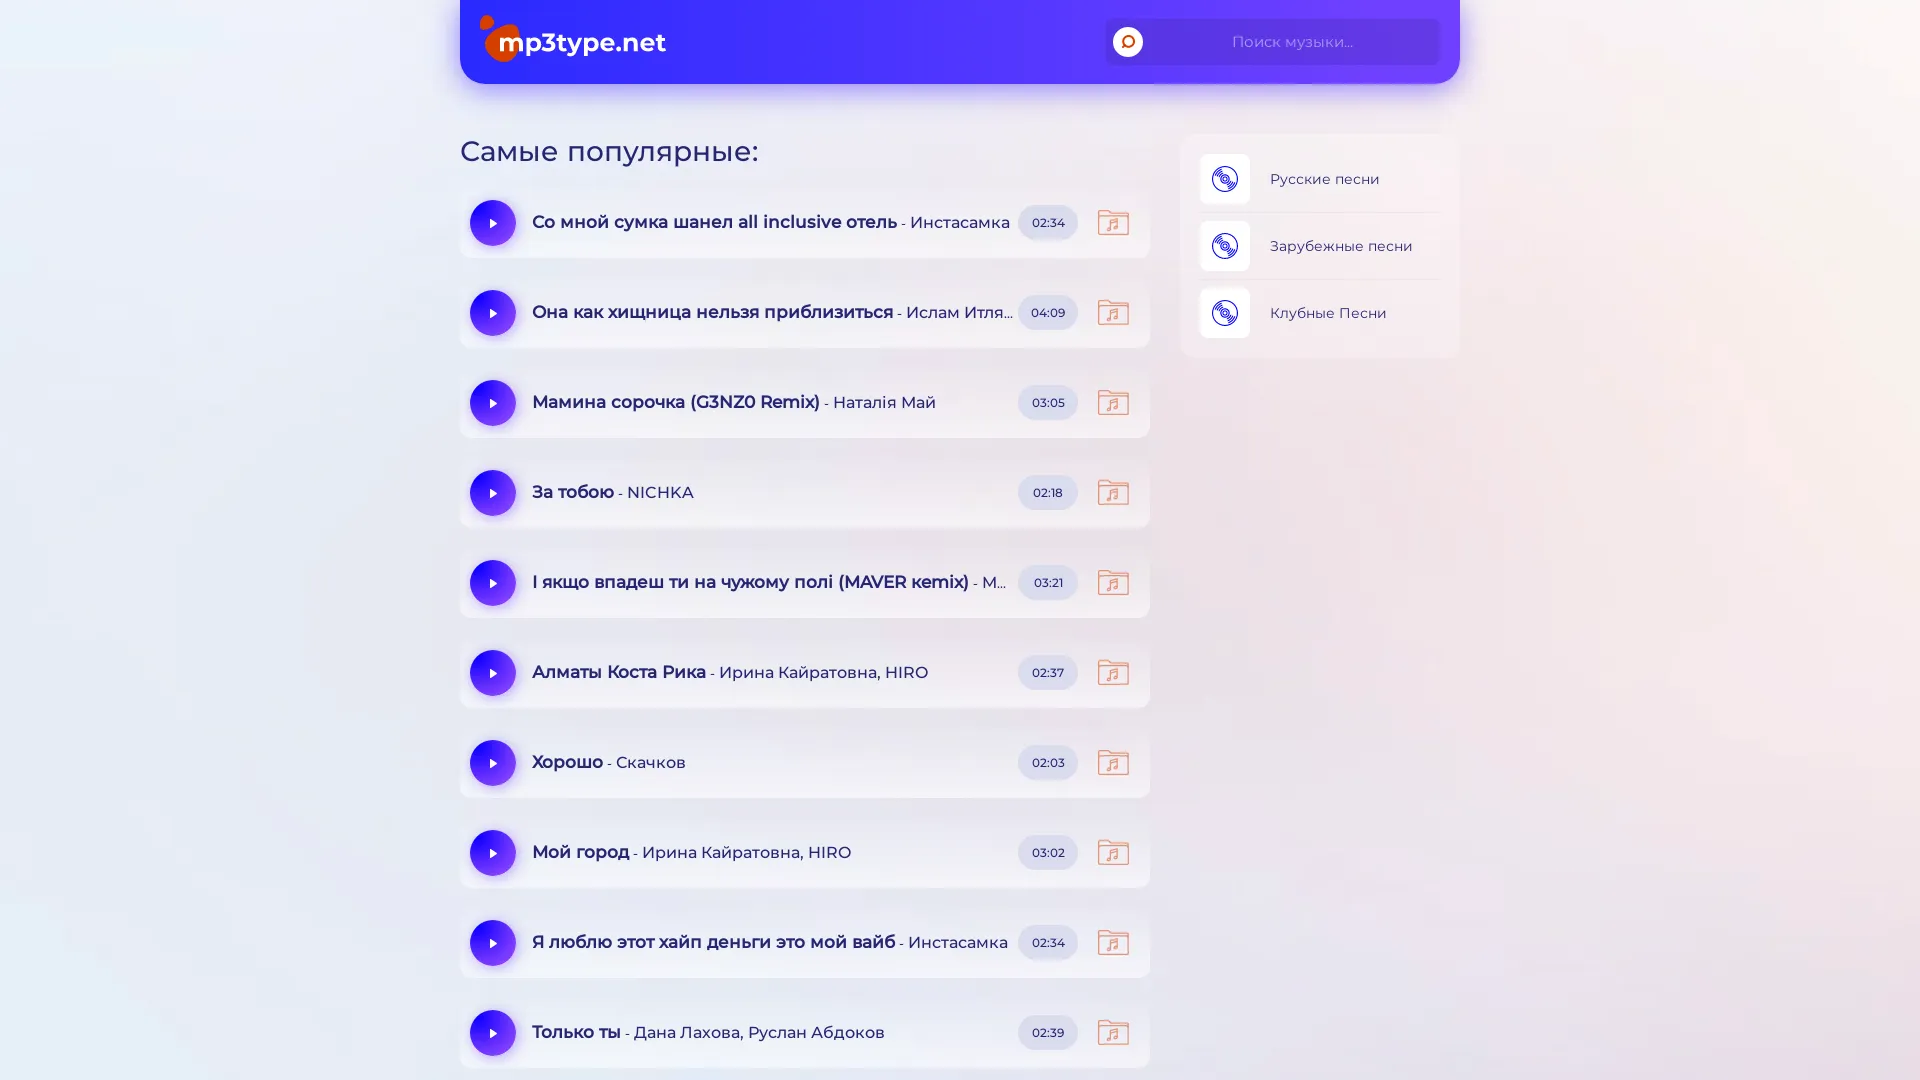 mp3type.net
Поиск музыки...
Самые популярные:
Со мной сумка шанел all inclusive отель - Инстасамка 02:34
Она как хищница нельзя приблизиться - Ислам Итля... 04:09
Мамина сорочка (G3NZ0 Remix) - Наталія Май 03:05
За тобою - NICHKA 02:18
І якщо впадеш ти на чужому полі (MAVER кemix) - М... 03:21
Алматы Коста Рика - Ирина Кайратовна, HIRO 02:37
Хорошо - Скачков 02:03
Мой город - Ирина Кайратовна, HIRO 03:02
Я люблю этот хайп деньги это мой вайб - Инстасамка 02:34
Только ты - Дана Лахова, Руслан Абдоков 02:39
Русские песни
Зарубежные песни
Клубные Песни